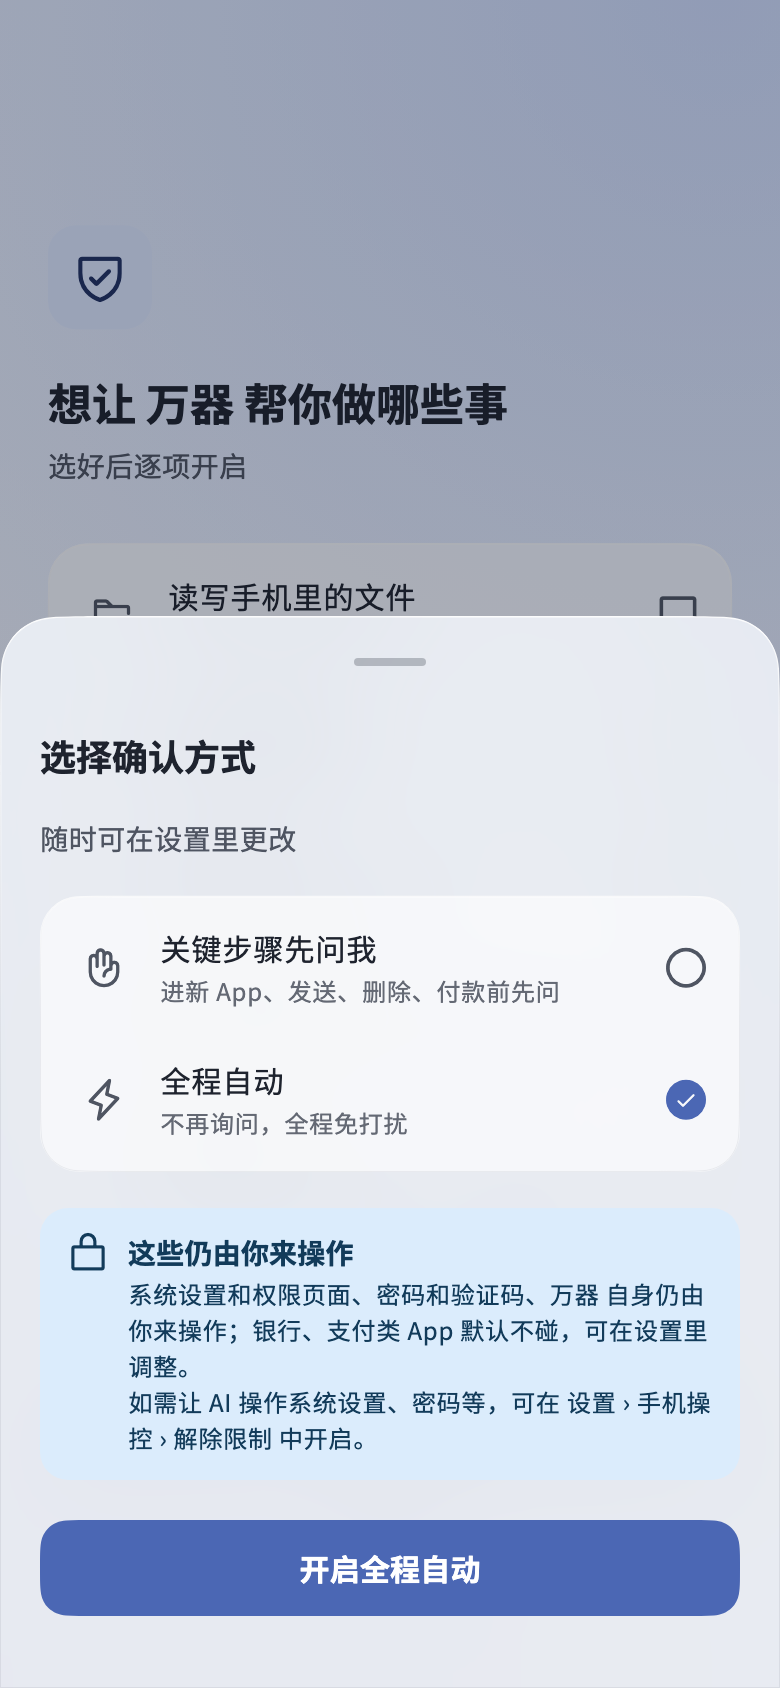 想让 万器 帮你做哪些事
选好后逐项开启
读写手机里的文件
选择确认方式
随时可在设置里更改
关键步骤先问我
进新 App、发送、删除、付款前先问
全程自动
不再询问，全程免打扰
这些仍由你来操作
系统设置和权限页面、密码和验证码、万器 自身仍由
你来操作；银行、支付类 App 默认不碰，可在设置里
调整。
如需让 AI 操作系统设置、密码等，可在 设置 › 手机操
控 › 解除限制 中开启。
开启全程自动